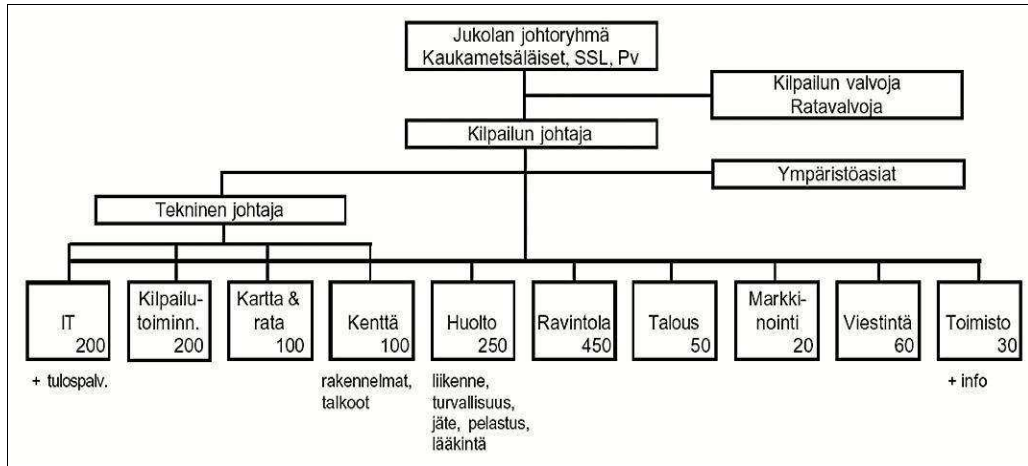 Jukolan johtoryhmä
Kaukametsäläiset, SSL, Pv
Kilpailun valvoja
Ratavalvoja
Kilpailun johtaja
Ympäristöasiat
Tekninen johtaja
IT
200
+ tulospalv.
Kilpailu-
toiminn.
200
Kartta &
rata
100
Kenttä
100
rakennelmat,
talkoot
Huolto
250
liikenne,
turvallisuus,
jäte, pelastus,
lääkintä
Ravintola
450
Talous
50
Markki-
nointi
20
Viestintä
60
Toimisto
30
+ info